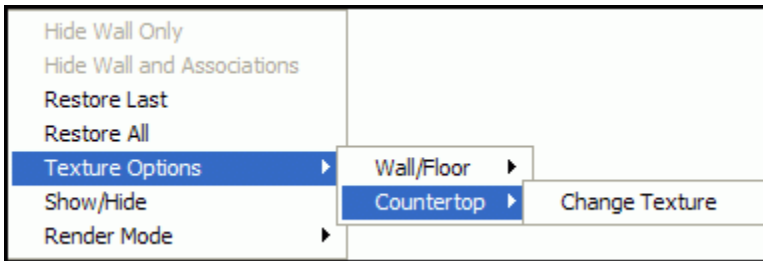 Hide Wall Only
Hide Wall and Associations
Restore Last
Restore All
Texture Options
Wall/Floor
Show/Hide
Countertop
Change Texture
Render Mode